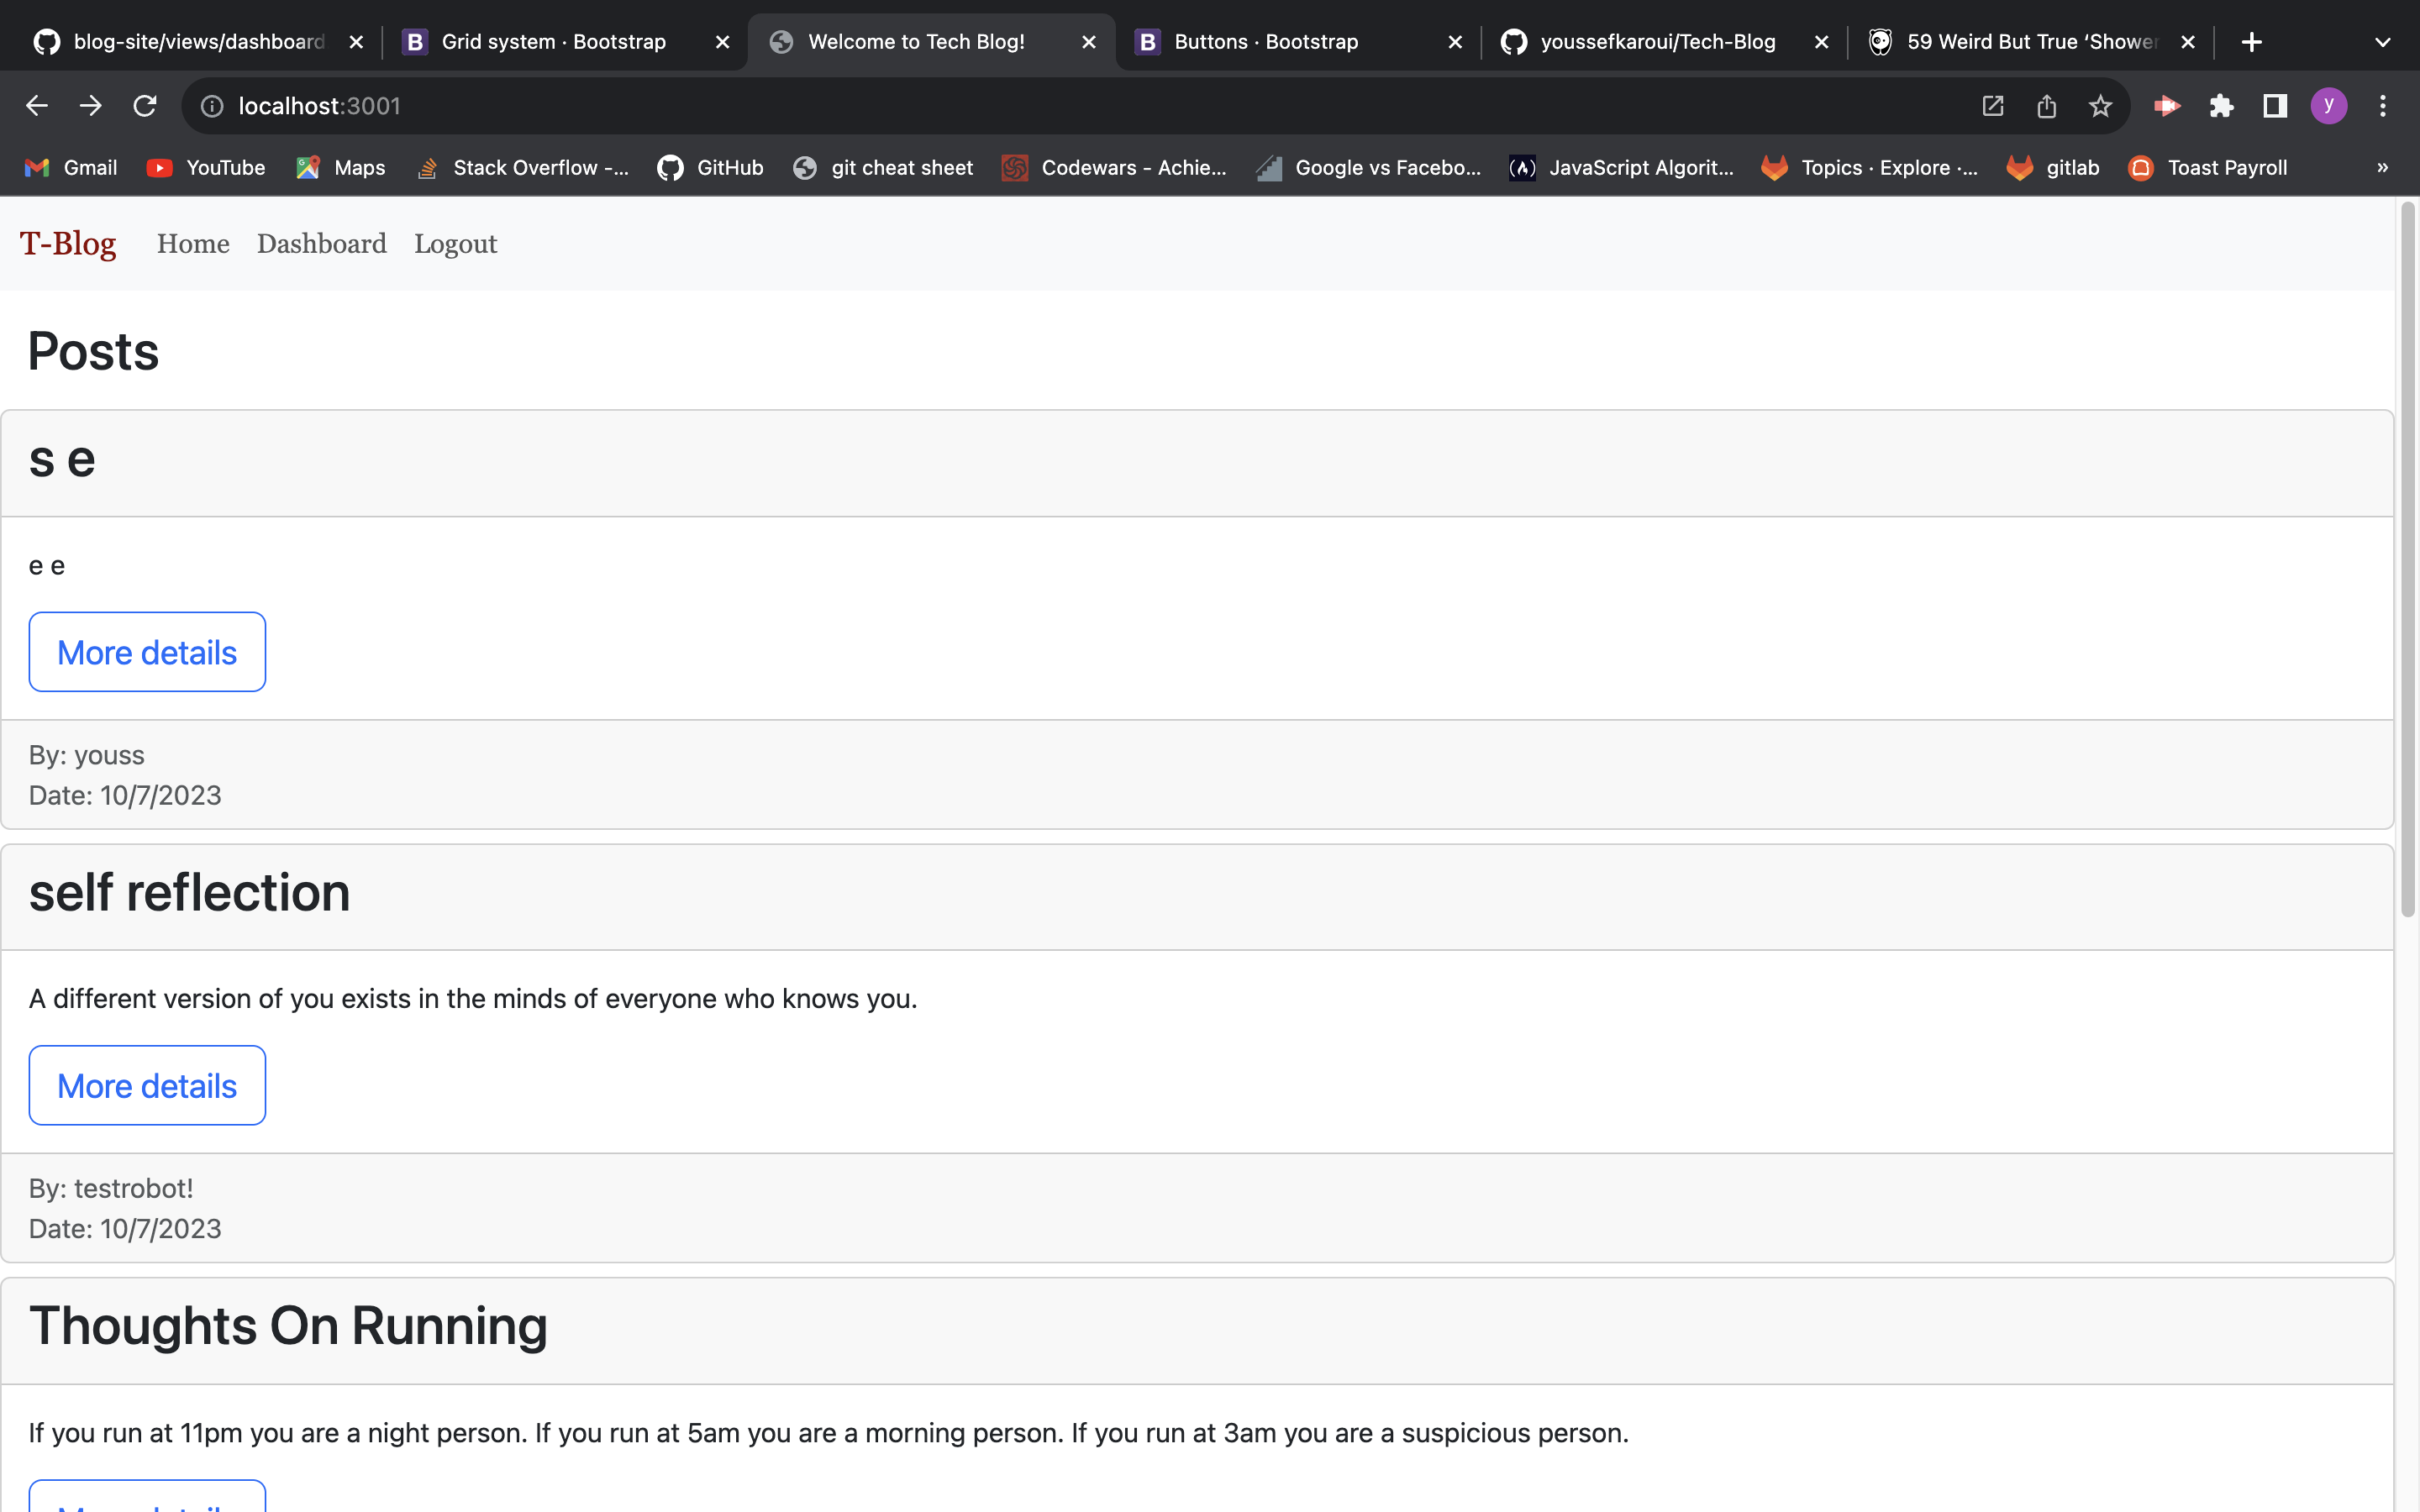 blog-site/views/dashboard
Grid system · Bootstrap
Welcome to Tech Blog!
Buttons · Bootstrap
youssefkaroui/Tech-Blog
59 Weird But True ‘Shower
localhost:3001
y
Gmail
YouTube
Maps
Stack Overflow -...
GitHub
git cheat sheet
Codewars - Achie...
Google vs Facebo...
JavaScript Algorit...
Topics · Explore ·...
gitlab
Toast Payroll
»
T-Blog Home Dashboard Logout
Posts
s e
e e
More details
By: youss
Date: 10/7/2023
self reflection
A different version of you exists in the minds of everyone who knows you.
More details
By: testrobot!
Date: 10/7/2023
Thoughts On Running
If you run at 11pm you are a night person. If you run at 5am you are a morning person. If you run at 3am you are a suspicious person.